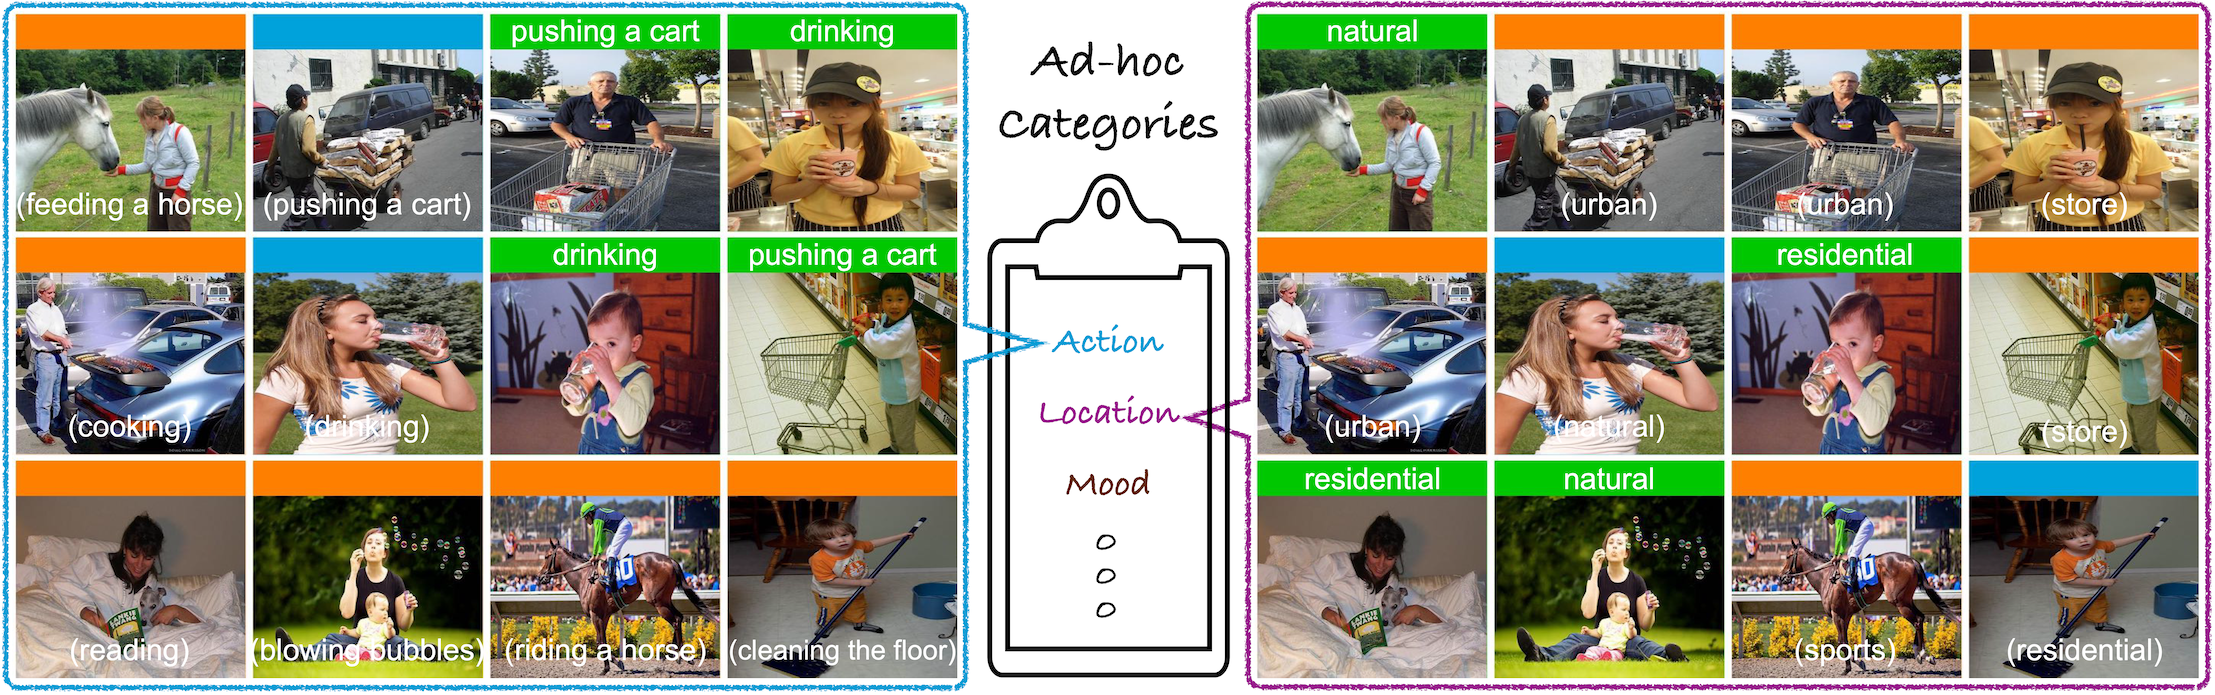 pushing a cart
drinking
(feeding a horse)
(pushing a cart)
drinking
pushing a cart
(cooking)
(drinking)
(reading)
(blowing bubbles)
(riding a horse)
(cleaning the floor)
Ad-hoc
Categories
Action
Location
Mood
natural
(urban)
(urban)
(store)
residential
(urban)
(natural)
(store)
residential
natural
(sports)
(residential)